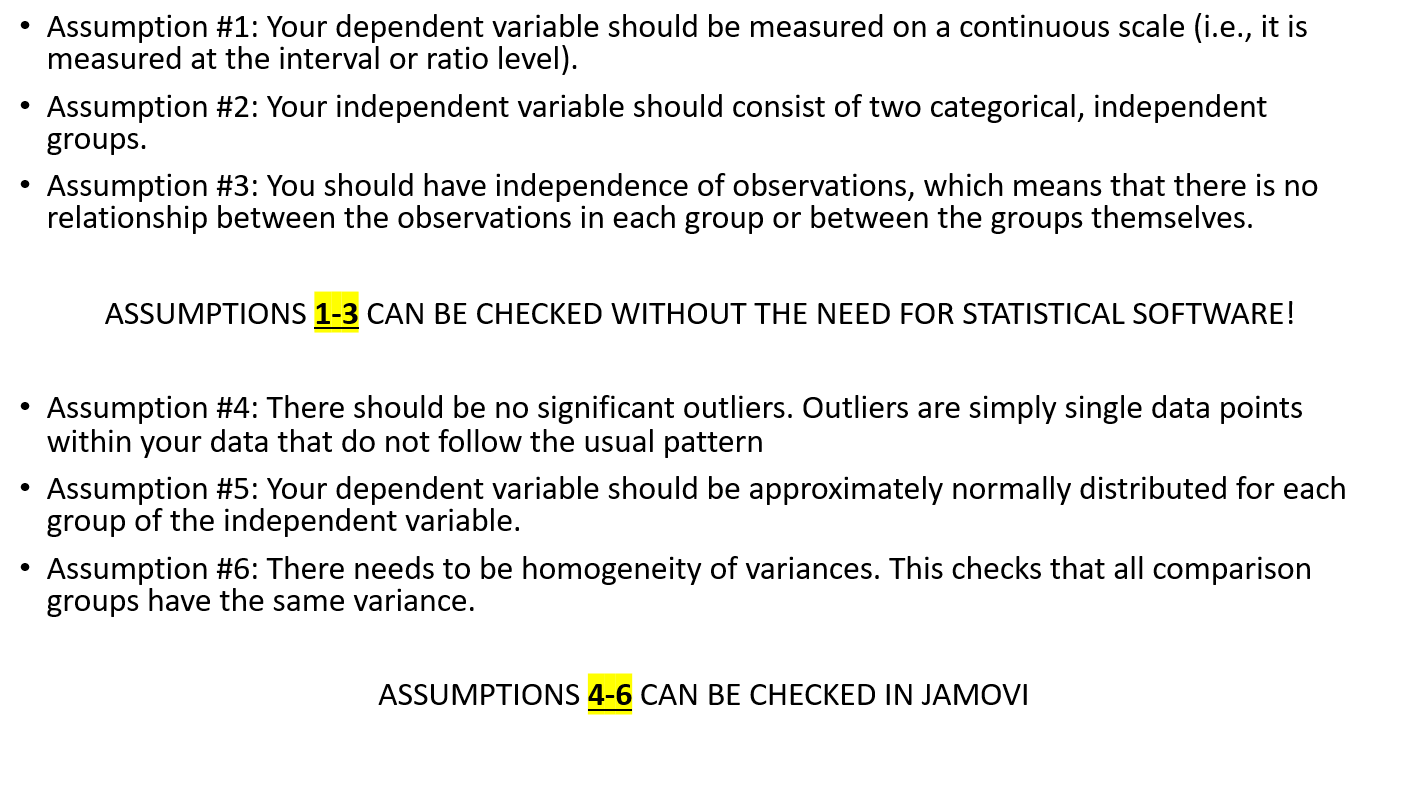 • Assumption #1: Your dependent variable should be measured on a continuous scale (i.e., it is
measured at the interval or ratio level).
• Assumption #2: Your independent variable should consist of two categorical, independent
groups.
• Assumption #3: You should have independence of observations, which means that there is no
relationship between the observations in each group or between the groups themselves.
ASSUMPTIONS 1-3 CAN BE CHECKED WITHOUT THE NEED FOR STATISTICAL SOFTWARE!
• Assumption #4: There should be no significant outliers. Outliers are simply single data points
within your data that do not follow the usual pattern
• Assumption #5: Your dependent variable should be approximately normally distributed for each
group of the independent variable.
• Assumption #6: There needs to be homogeneity of variances. This checks that all comparison
groups have the same variance.
ASSUMPTIONS 4-6 CAN BE CHECKED IN JAMOVI